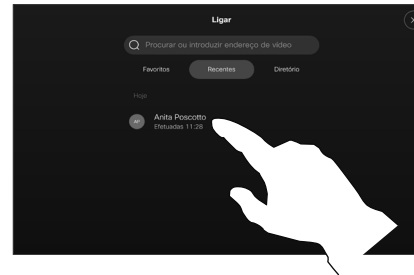 Ligar
Procurar ou introduzir endereço de vídeo
Favoritos Recentes Diretório
Hoje
AP
Anita Poscotto
Efetuadas 11:28